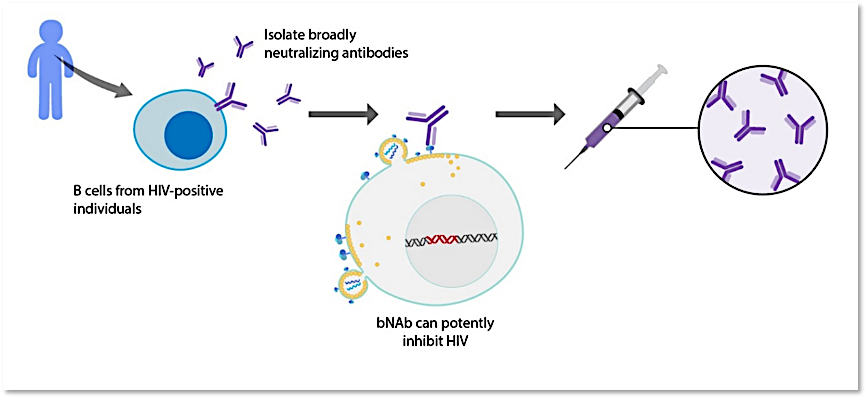 Isolate broadly
neutralizing antibodies
B cells from HIV-positive
individuals
bNAb can potently
inhibit HIV